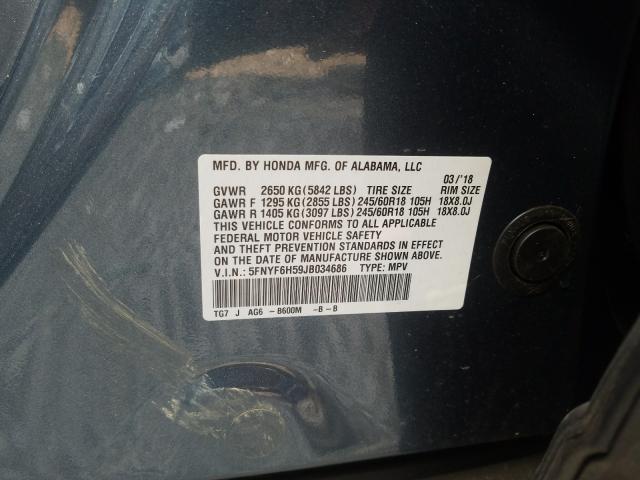 MFD. BY HONDA MFG. OF ALABAMA, LLC
03/'18
GVWR 2650 KG (5842 LBS) TIRE SIZE RIM SIZE
GAWR F 1295 KG (2855 LBS) 245/60R18 105H 18X8.0J
GAWR R 1405 KG (3097 LBS) 245/60R18 105H 18X8.0J
THIS VEHICLE CONFORMS TO ALL APPLICABLE
FEDERAL MOTOR VEHICLE SAFETY
AND THEFT PREVENTION STANDARDS IN EFFECT
ON THE DATE OF MANUFACTURE SHOWN ABOVE.
V.I.N.: 5FNYF6H59JB034686 TYPE: MPV
TG7 J AG6 -B600M -B-B